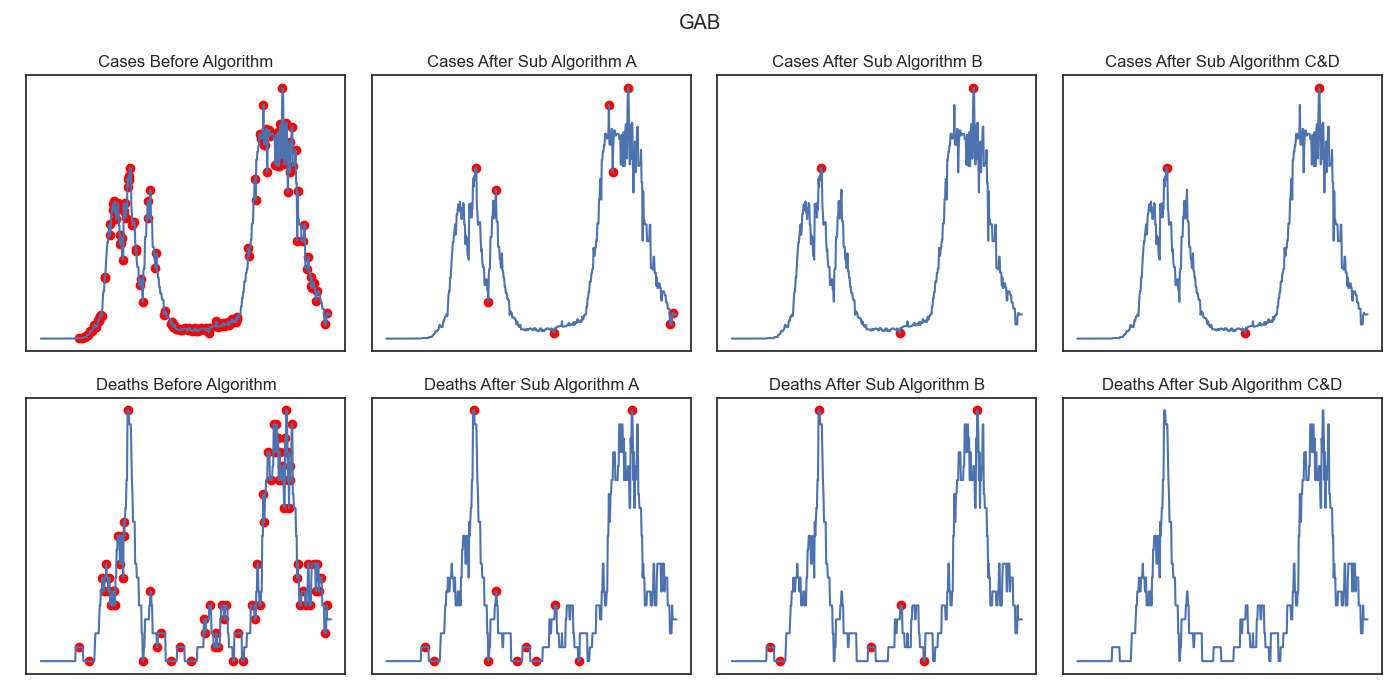 GAB
Cases Before Algorithm
Cases After Sub Algorithm A
Cases After Sub Algorithm B
Cases After Sub Algorithm C&D
Deaths Before Algorithm
Deaths After Sub Algorithm A
Deaths After Sub Algorithm B
Deaths After Sub Algorithm C&D